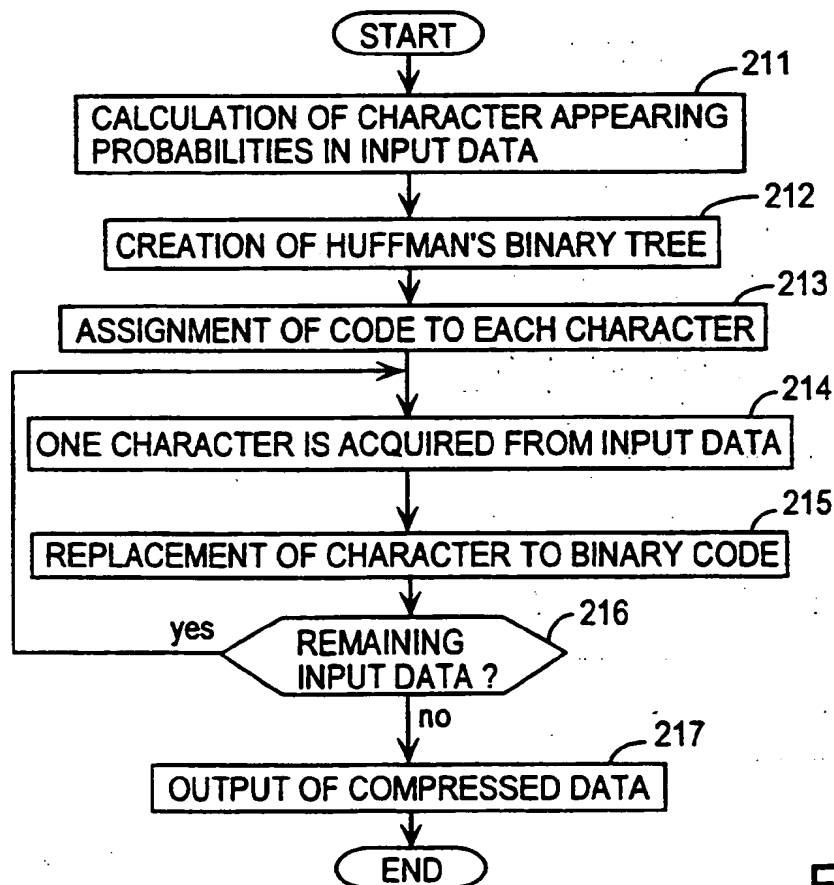 START
211
CALCULATION OF CHARACTER APPEARING
PROBABILITIES IN INPUT DATA
212
CREATION OF HUFFMAN'S BINARY TREE
213
ASSIGNMENT OF CODE TO EACH CHARACTER
214
ONE CHARACTER IS ACQUIRED FROM INPUT DATA
215
REPLACEMENT OF CHARACTER TO BINARY CODE
216
yes
REMAINING
INPUT DATA ?
no
217
OUTPUT OF COMPRESSED DATA
END